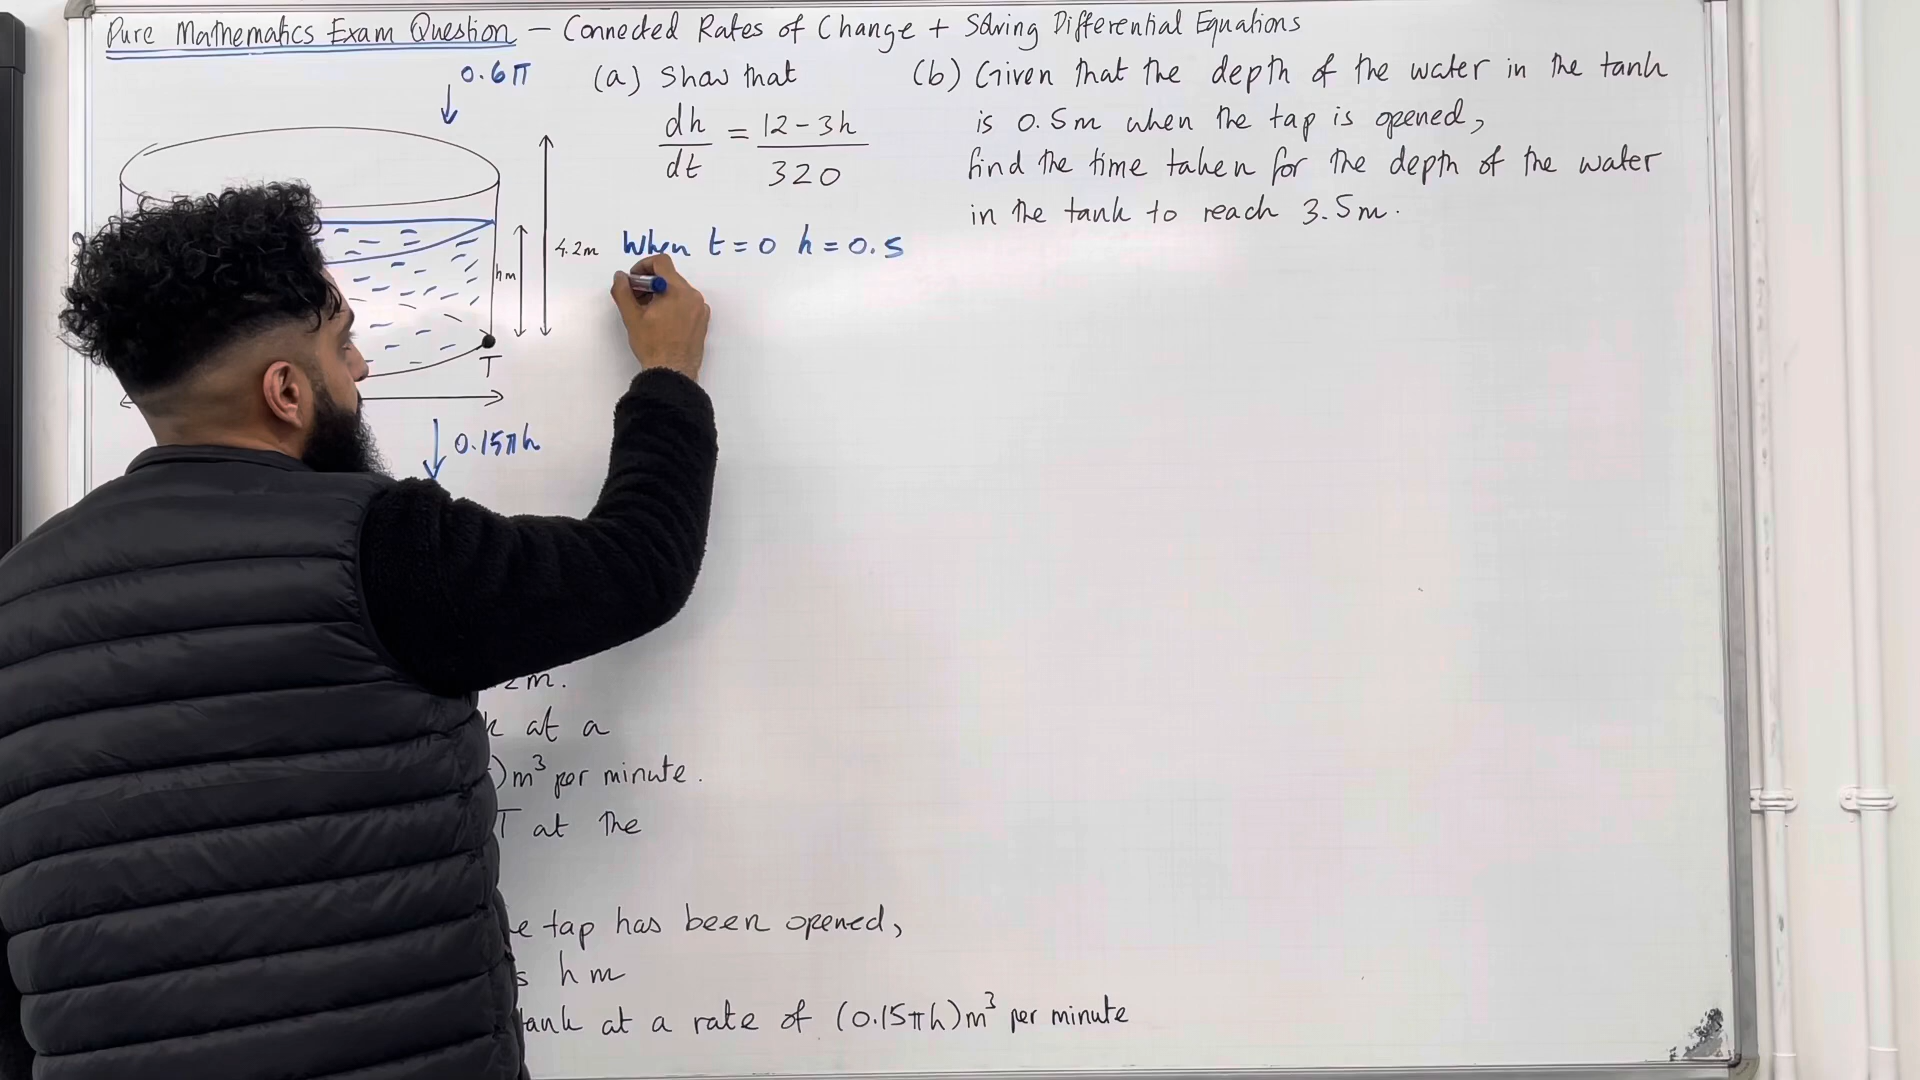 Pure Mathematics Exam Question – Connected Rates of Change + Solving Differential Equations
0.6π
4.2m
hm
T
0.15πh
(a) Show that
dh/dt = 12-3h/320
When t=0 h=0.5
(b) Given that the depth of the water in the tank
is 0.5m when the tap is opened,
find the time taken for the depth of the water
in the tank to reach 3.5m.
2m.
at a
)m³ per minute.
T at the
tap has been opened,
hm
tank at a rate of (0.15πh)m³ per minute